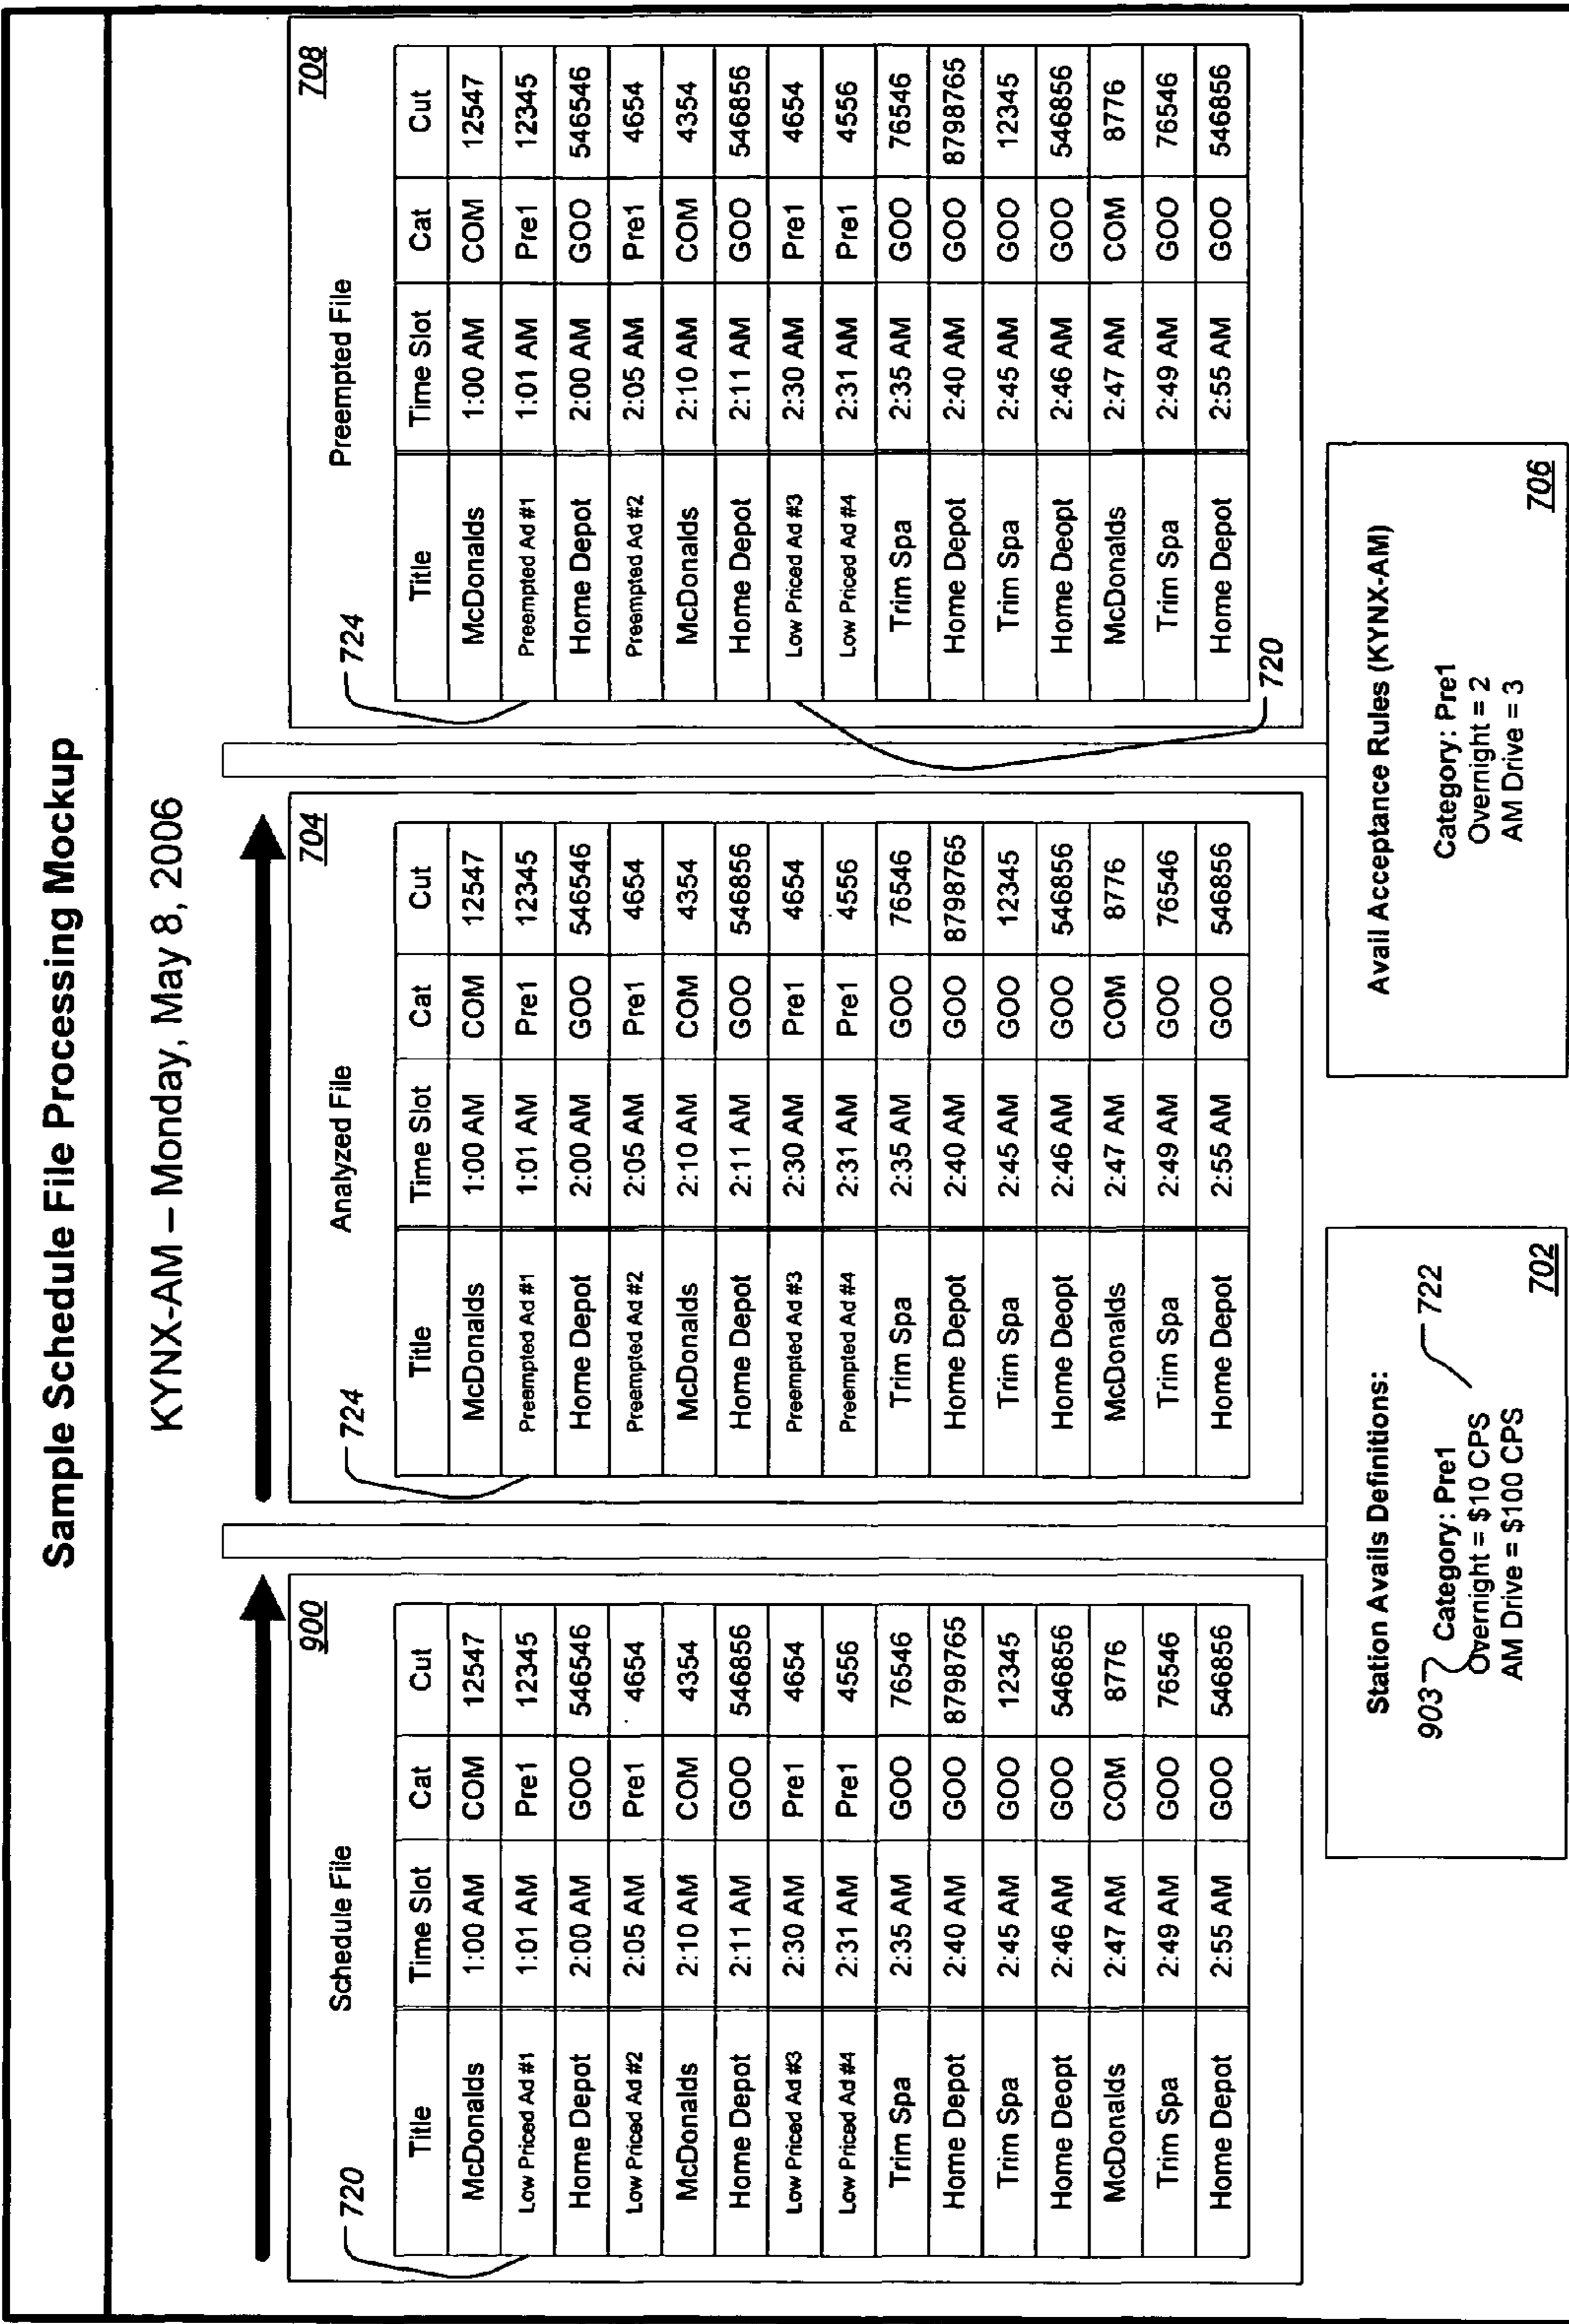 Sample Schedule File Processing Mockup
KYNX-AM – Monday, May 8, 2006
900
Schedule File
720
Title Time Slot Cat Cut
McDonalds 1:00 AM COM 12547
Low Priced Ad #1 1:01 AM Pre1 12345
Home Depot 2:00 AM GOO 546546
Low Priced Ad #2 2:05 AM Pre1 4654
McDonalds 2:10 AM COM 4354
Home Depot 2:11 AM GOO 546856
Low Priced Ad #3 2:30 AM Pre1 4654
Low Priced Ad #4 2:31 AM Pre1 4556
Trim Spa 2:35 AM GOO 76546
Home Depot 2:40 AM GOO 8798765
Trim Spa 2:45 AM GOO 12345
Home Deopt 2:46 AM GOO 546856
McDonalds 2:47 AM COM 8776
Trim Spa 2:49 AM GOO 76546
Home Depot 2:55 AM GOO 546856
704
Analyzed File
724
Title Time Slot Cat Cut
McDonalds 1:00 AM COM 12547
Preempted Ad #1 1:01 AM Pre1 12345
Home Depot 2:00 AM GOO 546546
Preempted Ad #2 2:05 AM Pre1 4654
McDonalds 2:10 AM COM 4354
Home Depot 2:11 AM GOO 546856
Preempted Ad #3 2:30 AM Pre1 4654
Preempted Ad #4 2:31 AM Pre1 4556
Trim Spa 2:35 AM GOO 76546
Home Depot 2:40 AM GOO 8798765
Trim Spa 2:45 AM GOO 12345
Home Deopt 2:46 AM GOO 546856
McDonalds 2:47 AM COM 8776
Trim Spa 2:49 AM GOO 76546
Home Depot 2:55 AM GOO 546856
708
Preempted File
724
Title Time Slot Cat Cut
McDonalds 1:00 AM COM 12547
Preempted Ad #1 1:01 AM Pre1 12345
Home Depot 2:00 AM GOO 546546
Preempted Ad #2 2:05 AM Pre1 4654
McDonalds 2:10 AM COM 4354
Home Depot 2:11 AM GOO 546856
Low Priced Ad #3 2:30 AM Pre1 4654
Low Priced Ad #4 2:31 AM Pre1 4556
Trim Spa 2:35 AM GOO 76546
Home Depot 2:40 AM GOO 8798765
Trim Spa 2:45 AM GOO 12345
Home Deopt 2:46 AM GOO 546856
McDonalds 2:47 AM COM 8776
Trim Spa 2:49 AM GOO 76546
Home Depot 2:55 AM GOO 546856
720
Station Avails Definitions:
903 Category: Pre1 722
Overnight = $10 CPS
AM Drive = $100 CPS
702
Avail Acceptance Rules (KYNX-AM)
Category: Pre1
Overnight = 2
AM Drive = 3
706